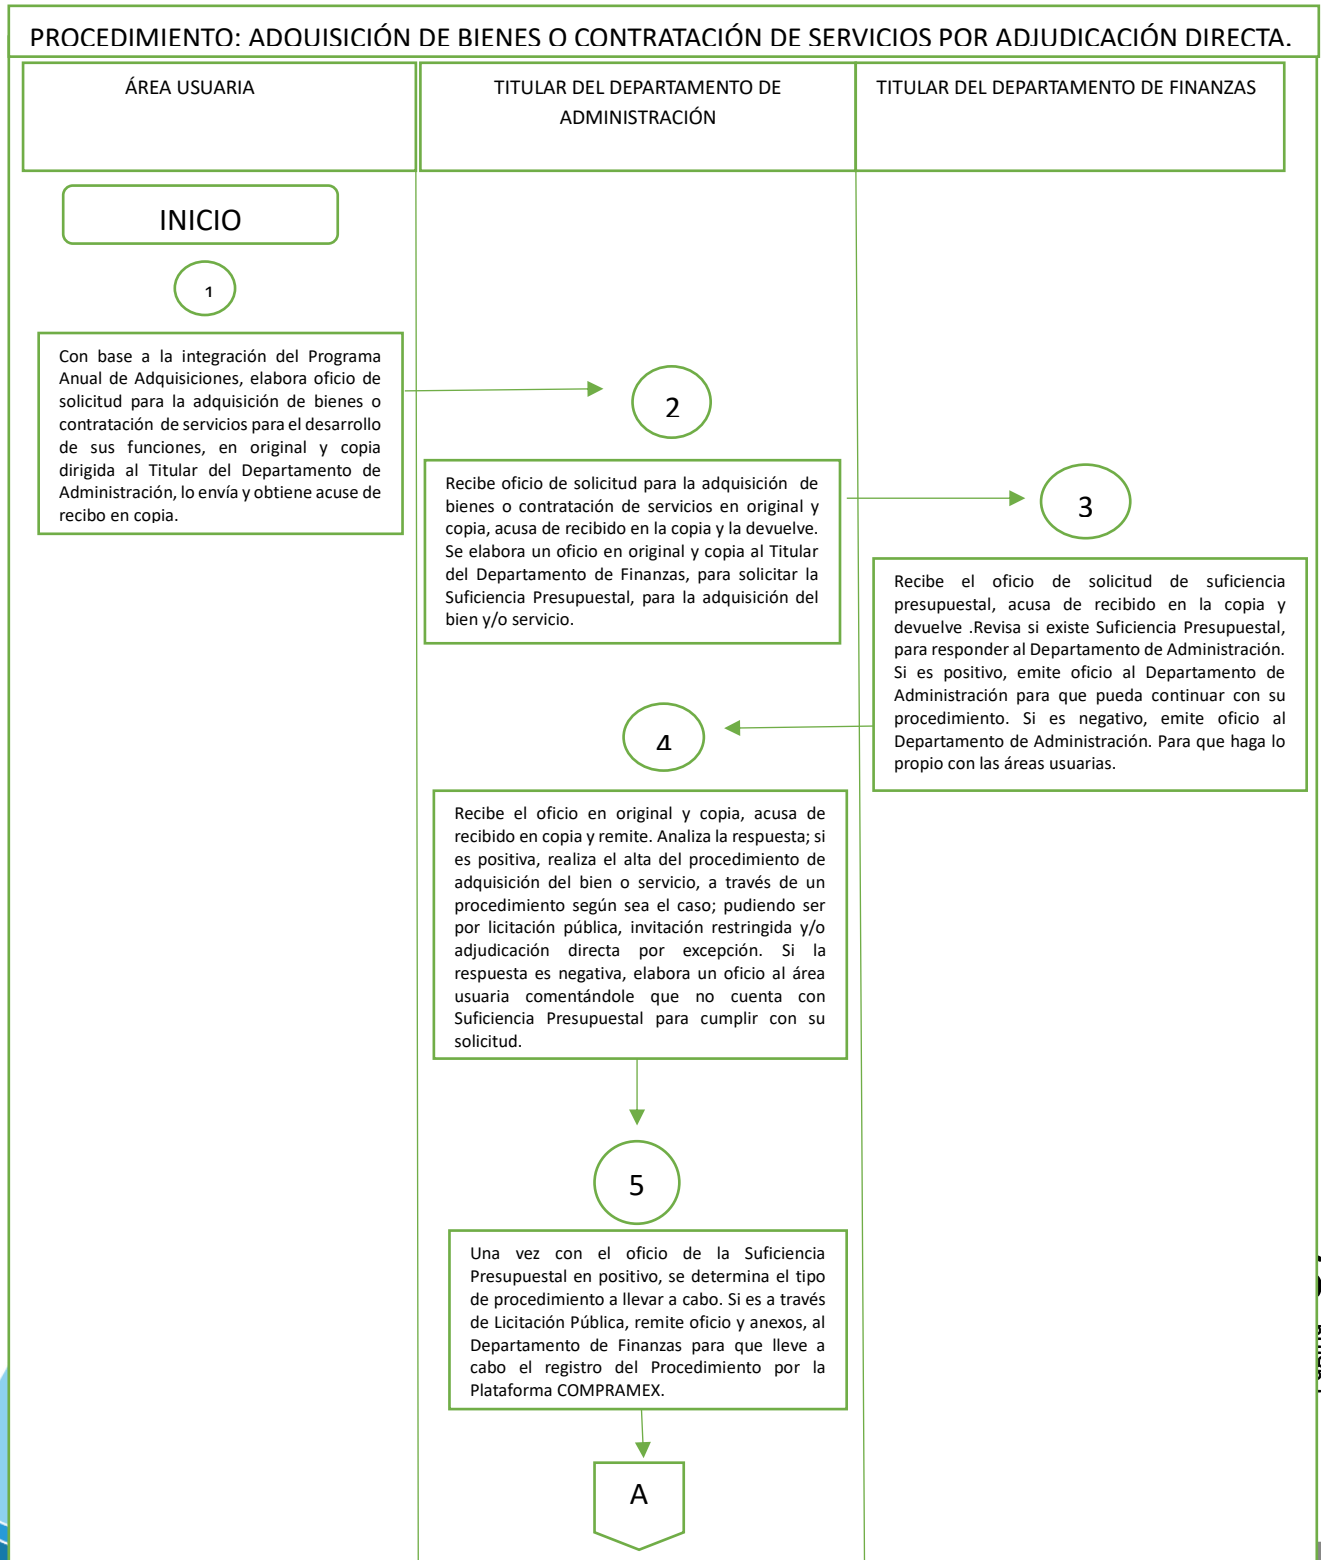 PROCEDIMIENTO: ADQUISICIÓN DE BIENES O CONTRATACIÓN DE SERVICIOS POR ADJUDICACIÓN DIRECTA.
ÁREA USUARIA
TITULAR DEL DEPARTAMENTO DE
ADMINISTRACIÓN
TITULAR DEL DEPARTAMENTO DE FINANZAS
INICIO
1
Con base a la integración del Programa
Anual de Adquisiciones, elabora oficio de
solicitud para la adquisición de bienes o
contratación de servicios para el desarrollo
de sus funciones, en original y copia
dirigida al Titular del Departamento de
Administración, lo envía y obtiene acuse de
recibo en copia.
2
Recibe oficio de solicitud para la adquisición de
bienes o contratación de servicios en original y
copia, acusa de recibido en la copia y la devuelve.
Se elabora un oficio en original y copia al Titular
del Departamento de Finanzas, para solicitar la
Suficiencia Presupuestal, para la adquisición del
bien y/o servicio.
3
Recibe el oficio de solicitud de suficiencia
presupuestal, acusa de recibido en la copia y
devuelve .Revisa si existe Suficiencia Presupuestal,
para responder al Departamento de Administración.
Si es positivo, emite oficio al Departamento de
Administración para que pueda continuar con su
procedimiento. Si es negativo, emite oficio al
Departamento de Administración. Para que haga lo
propio con las áreas usuarias.
4
Recibe el oficio en original y copia, acusa de
recibido en copia y remite. Analiza la respuesta; si
es positiva, realiza el alta del procedimiento de
adquisición del bien o servicio, a través de un
procedimiento según sea el caso; pudiendo ser
por licitación pública, invitación restringida y/o
adjudicación directa por excepción. Si la
respuesta es negativa, elabora un oficio al área
usuaria comentándole que no cuenta con
Suficiencia Presupuestal para cumplir con su
solicitud.
5
Una vez con el oficio de la Suficiencia
Presupuestal en positivo, se determina el tipo
de procedimiento a llevar a cabo. Si es a través
de Licitación Pública, remite oficio y anexos, al
Departamento de Finanzas para que lleve a
cabo el registro del Procedimiento por la
Plataforma COMPRAMEX.
A